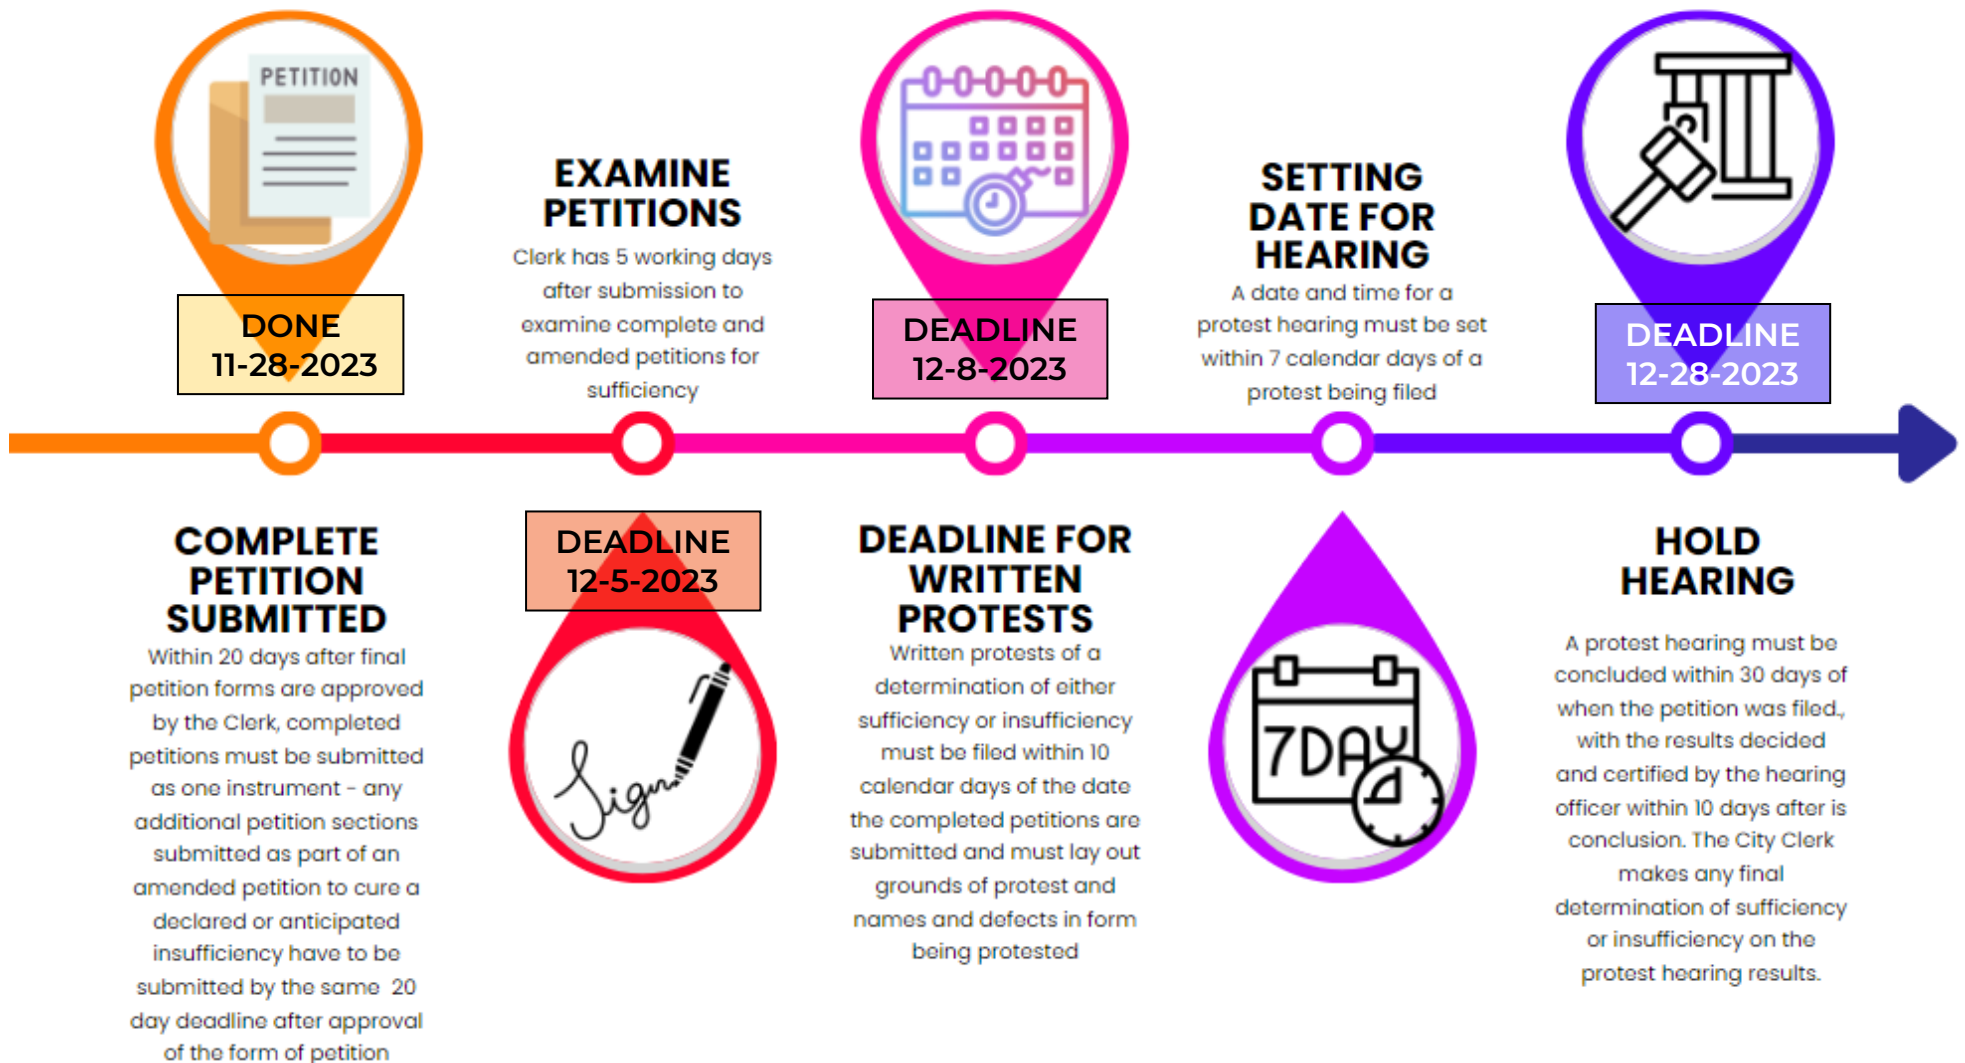 PETITION
DONE
11-28-2023
COMPLETE
PETITION
SUBMITTED
Within 20 days after final
petition forms are approved
by the Clerk, completed
petitions must be submitted
as one instrument - any
additional petition sections
submitted as part of an
amended petition to cure a
declared or anticipated
insufficiency have to be
submitted by the same 20
day deadline after approval
of the form of petition
EXAMINE
PETITIONS
Clerk has 5 working days
after submission to
examine complete and
amended petitions for
sufficiency
DEADLINE
12-5-2023
Sign
DEADLINE
12-8-2023
DEADLINE FOR
WRITTEN
PROTESTS
Written protests of a
determination of either
sufficiency or insufficiency
must be filed within 10
calendar days of the date
the completed petitions are
submitted and must lay out
grounds of protest and
names and defects in form
being protested
SETTING
DATE FOR
HEARING
A date and time for a
protest hearing must be set
within 7 calendar days of a
protest being filed
7DAY
DEADLINE
12-28-2023
HOLD
HEARING
A protest hearing must be
concluded within 30 days of
when the petition was filed.,
with the results decided
and certified by the hearing
officer within 10 days after is
conclusion. The City Clerk
makes any final
determination of sufficiency
or insufficiency on the
protest hearing results.